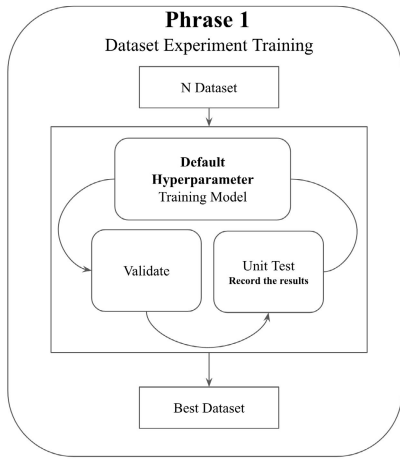 Phrase 1
Dataset Experiment Training
N Dataset
Default
Hyperparameter
Training Model
Validate
Unit Test
Record the results
Best Dataset